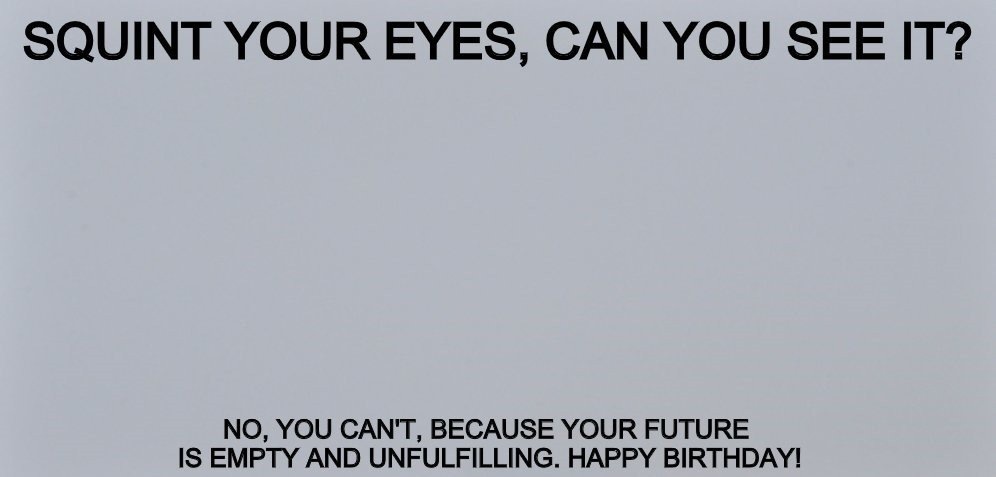 SQUINT YOUR EYES, CAN YOU SEE IT?
NO, YOU CAN'T, BECAUSE YOUR FUTURE
IS EMPTY AND UNFULFILLING. HAPPY BIRTHDAY!